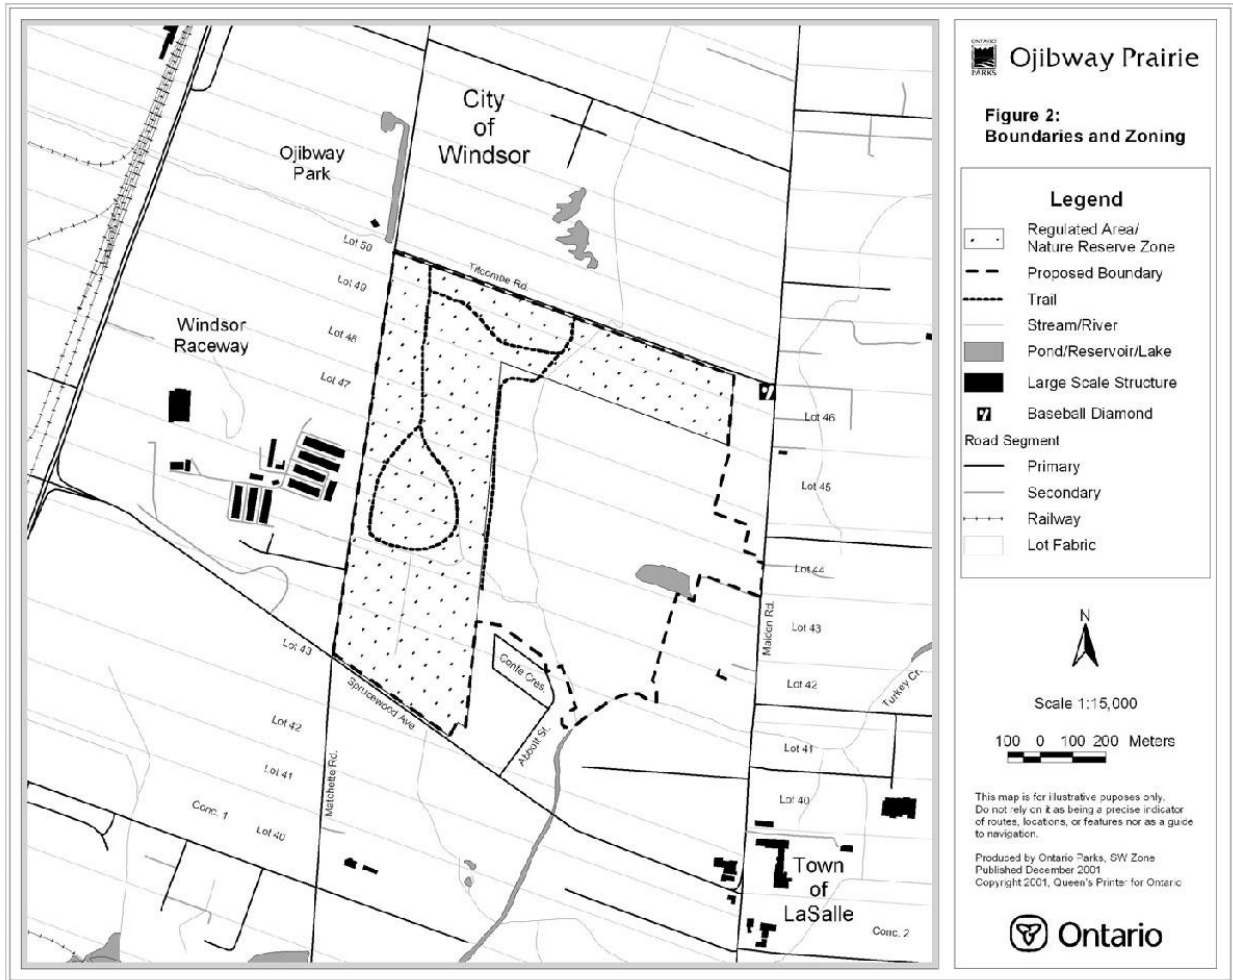 City
of
Windsor
Ojibway
Park
Lot 50
Titcombe Rd.
Lot 49
Lot 48
Windsor
Raceway
Lot 47
Lot 46
Lot 45
Lot 44
Malden Rd.
Lot 43
Lot 43
Conte Cres.
Lot 42
Turkey Cr.
Sprucewood Ave
Abbott St.
Lot 42
Lot 41
Matchette Rd.
Lot 41
Conc. 1
Lot 40
Lot 40
Town
of
LaSalle
Conc. 2
ONTARIO
PARKS
Ojibway Prairie
Figure 2:
Boundaries and Zoning
Legend
Regulated Area/
Nature Reserve Zone
Proposed Boundary
Trail
Stream/River
Pond/Reservoir/Lake
Large Scale Structure
Baseball Diamond
Road Segment
Primary
Secondary
Railway
Lot Fabric
N
Scale 1:15,000
100 0 100 200 Meters
This map is for illustrative puposes only.
Do not rely on it as being a precise indicator
of routes, locations, or features nor as a guide
to navigation.
Produced by Ontario Parks, SW Zone
Published December 2001
Copyright 2001, Queen's Printer for Ontario
Ontario